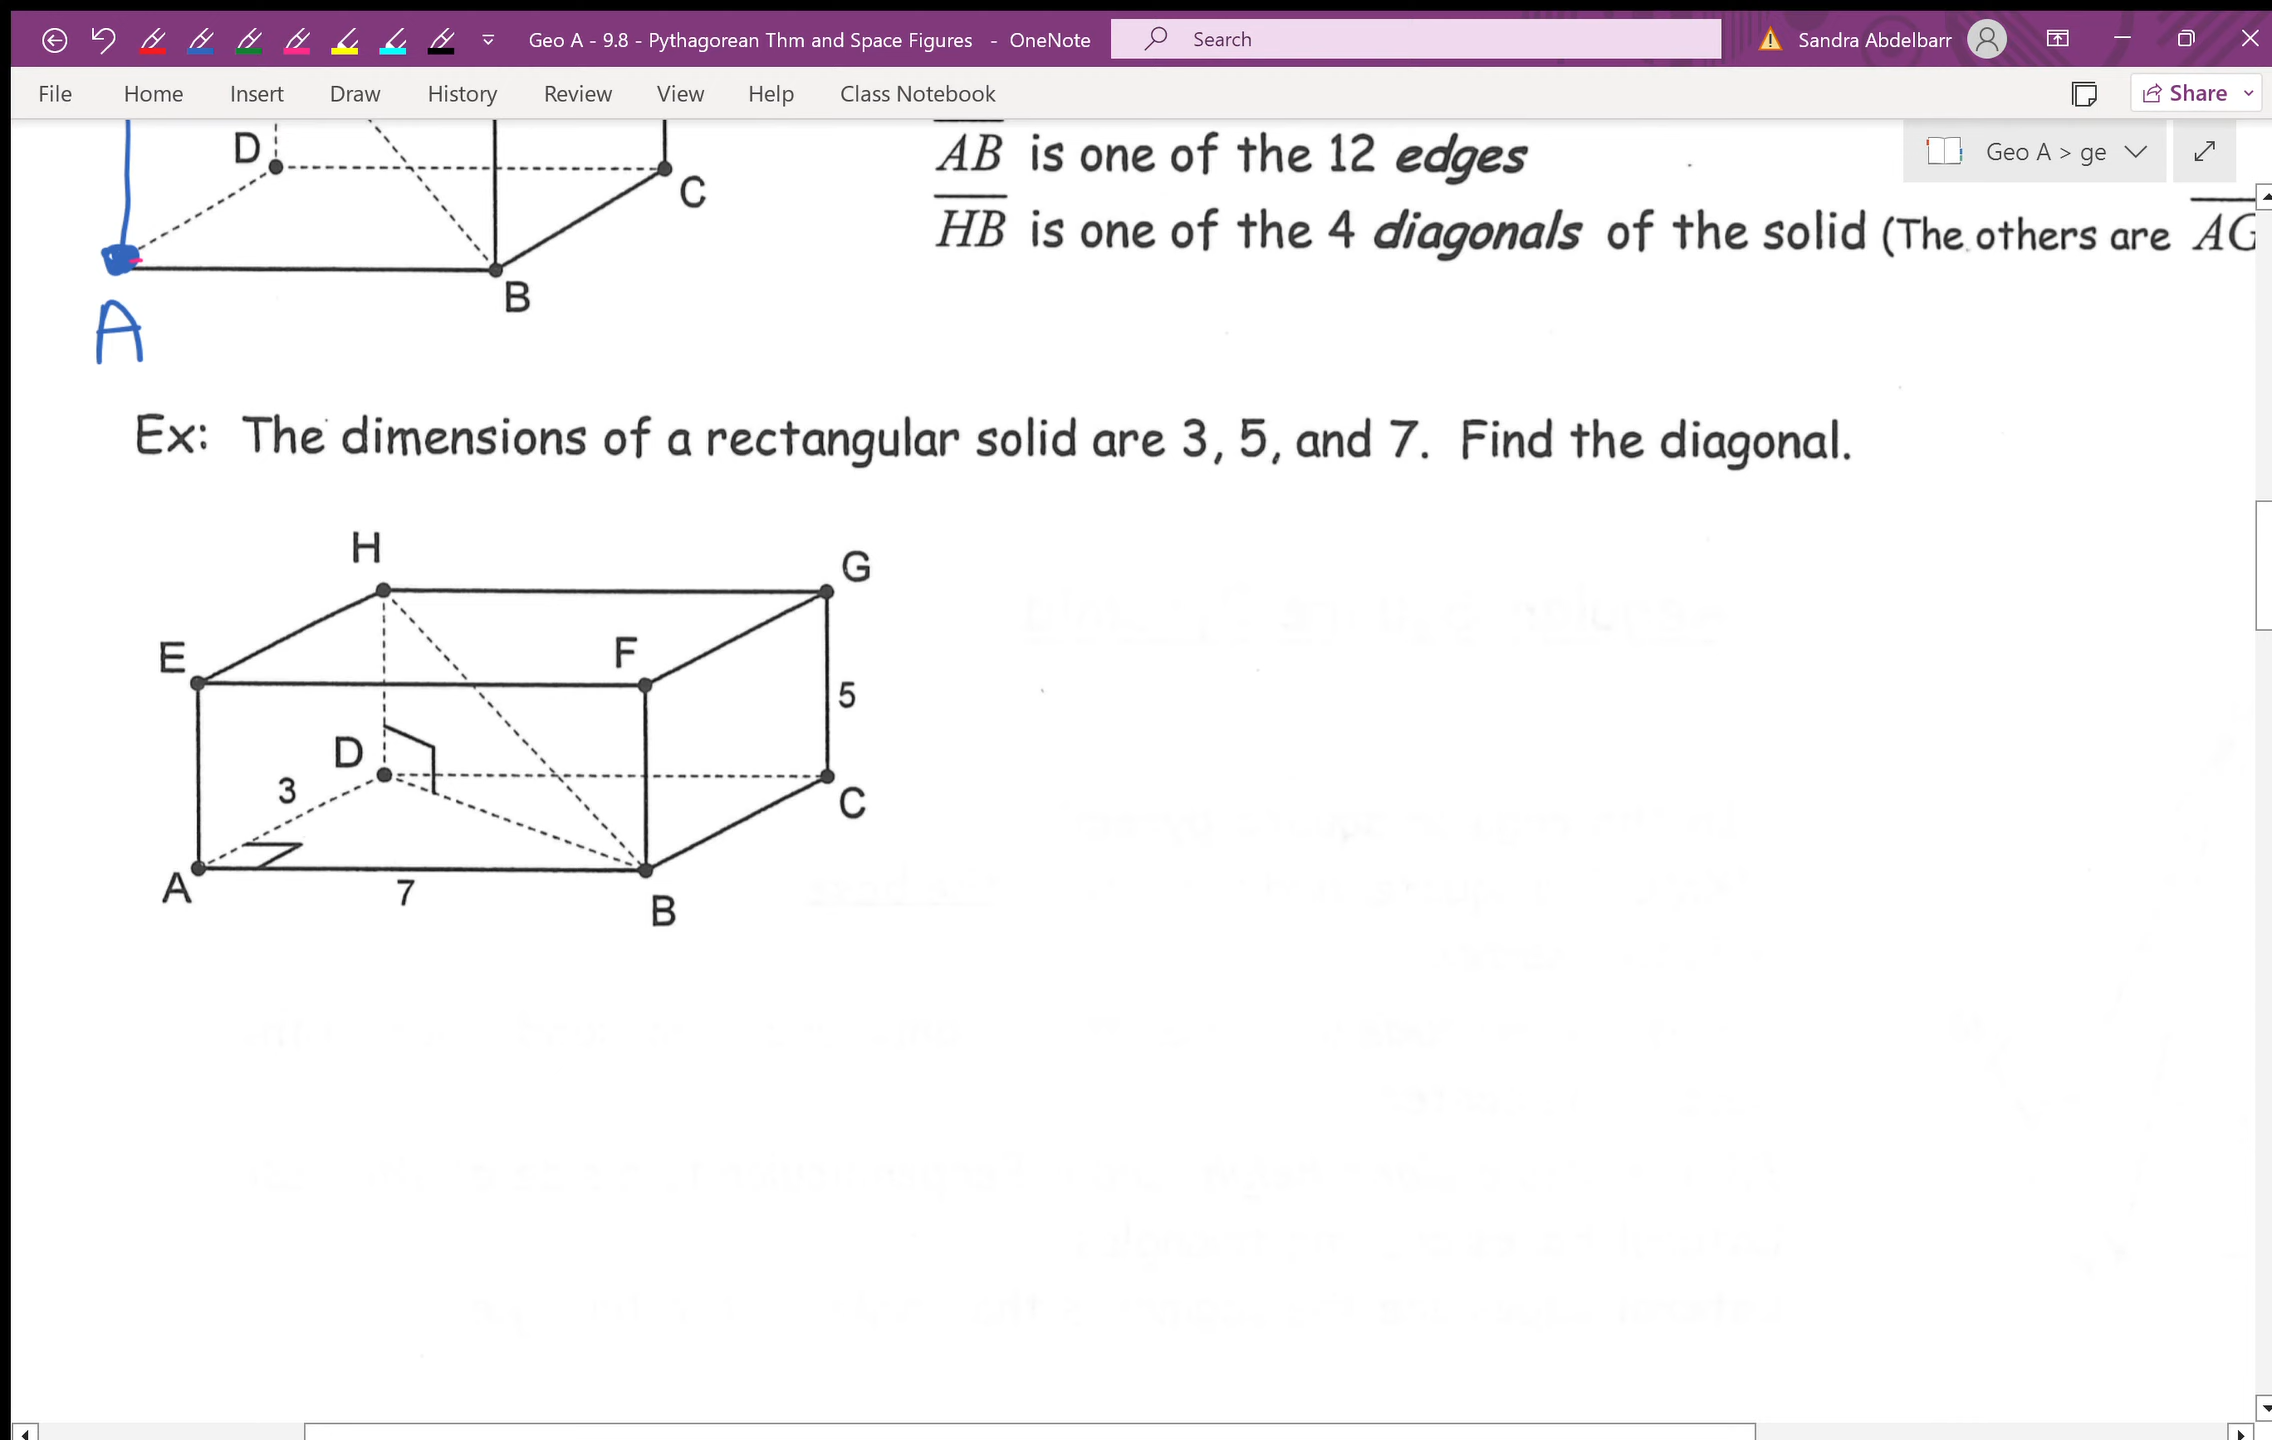 Geo A - 9.8 - Pythagorean Thm and Space Figures - OneNote
Search
Sandra Abdelbarr
File Home Insert Draw History Review View Help Class Notebook
Share
Geo A > ge
D
C
B
A
AB is one of the 12 edges
HB is one of the 4 diagonals of the solid (The others are AG
Ex: The dimensions of a rectangular solid are 3, 5, and 7. Find the diagonal.
H
G
E
F
5
D
3
C
A
7
B